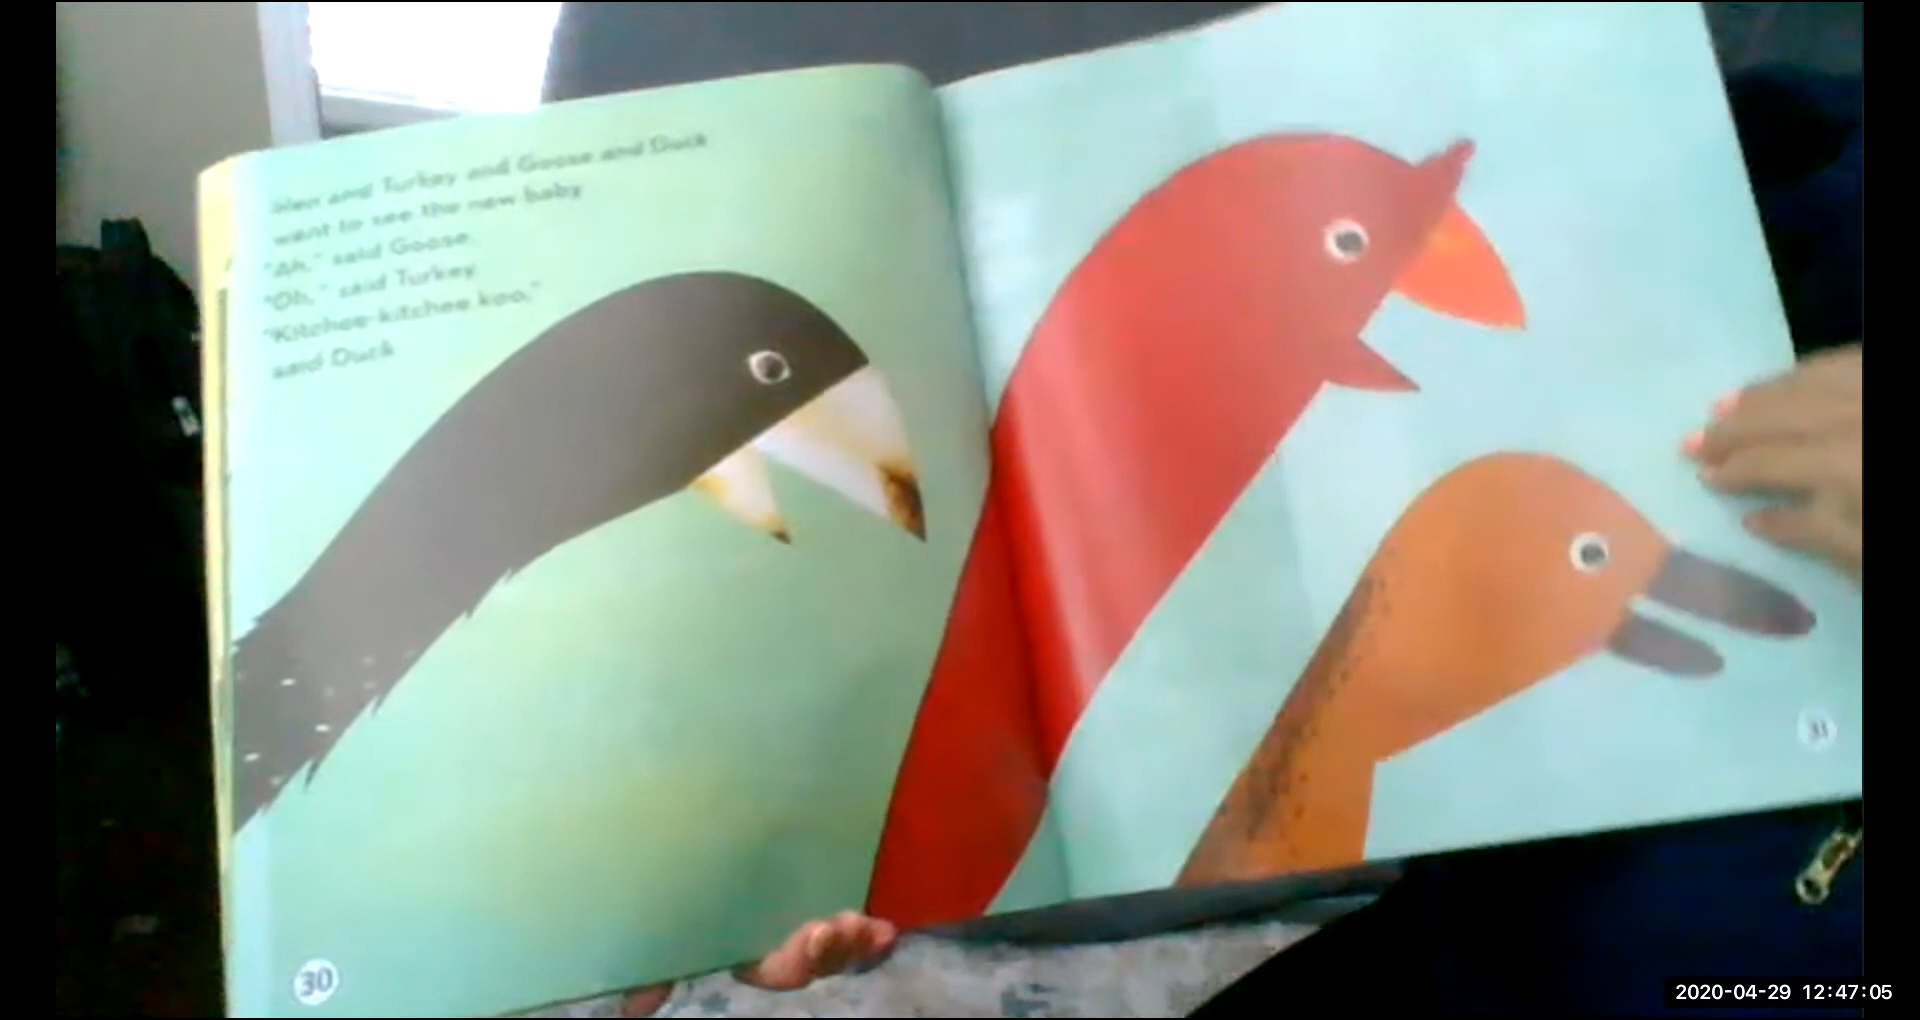 Hen and Turkey and Goose and Duck
went to see the new baby.
"Ah," said Goose.
"Oh," said Turkey.
"Kitchee-kitchee koo,"
said Duck.
30
31
2020-04-29 12:47:05